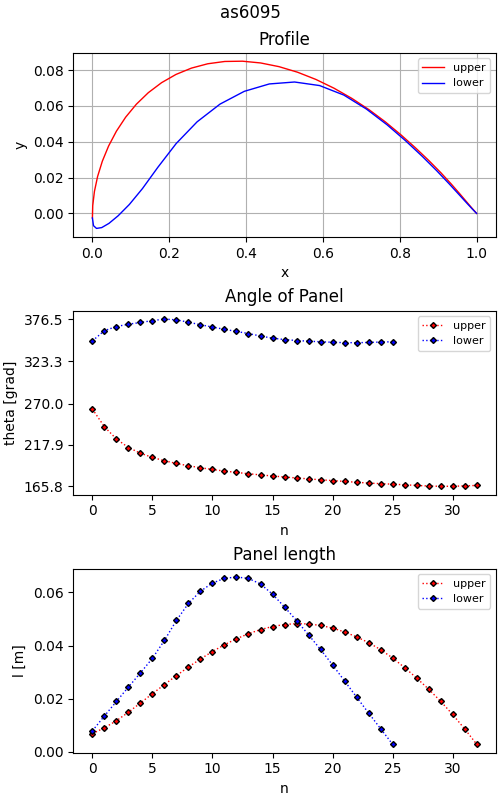 as6095
Profile
0.08
0.06
0.04
0.02
0.00
y
upper
lower
0.0 0.2 0.4 0.6 0.8 1.0
x
Angle of Panel
376.5
323.3
270.0
217.9
165.8
theta [grad]
upper
lower
0 5 10 15 20 25 30
n
Panel length
0.06
0.04
0.02
0.00
l [m]
upper
lower
0 5 10 15 20 25 30
n